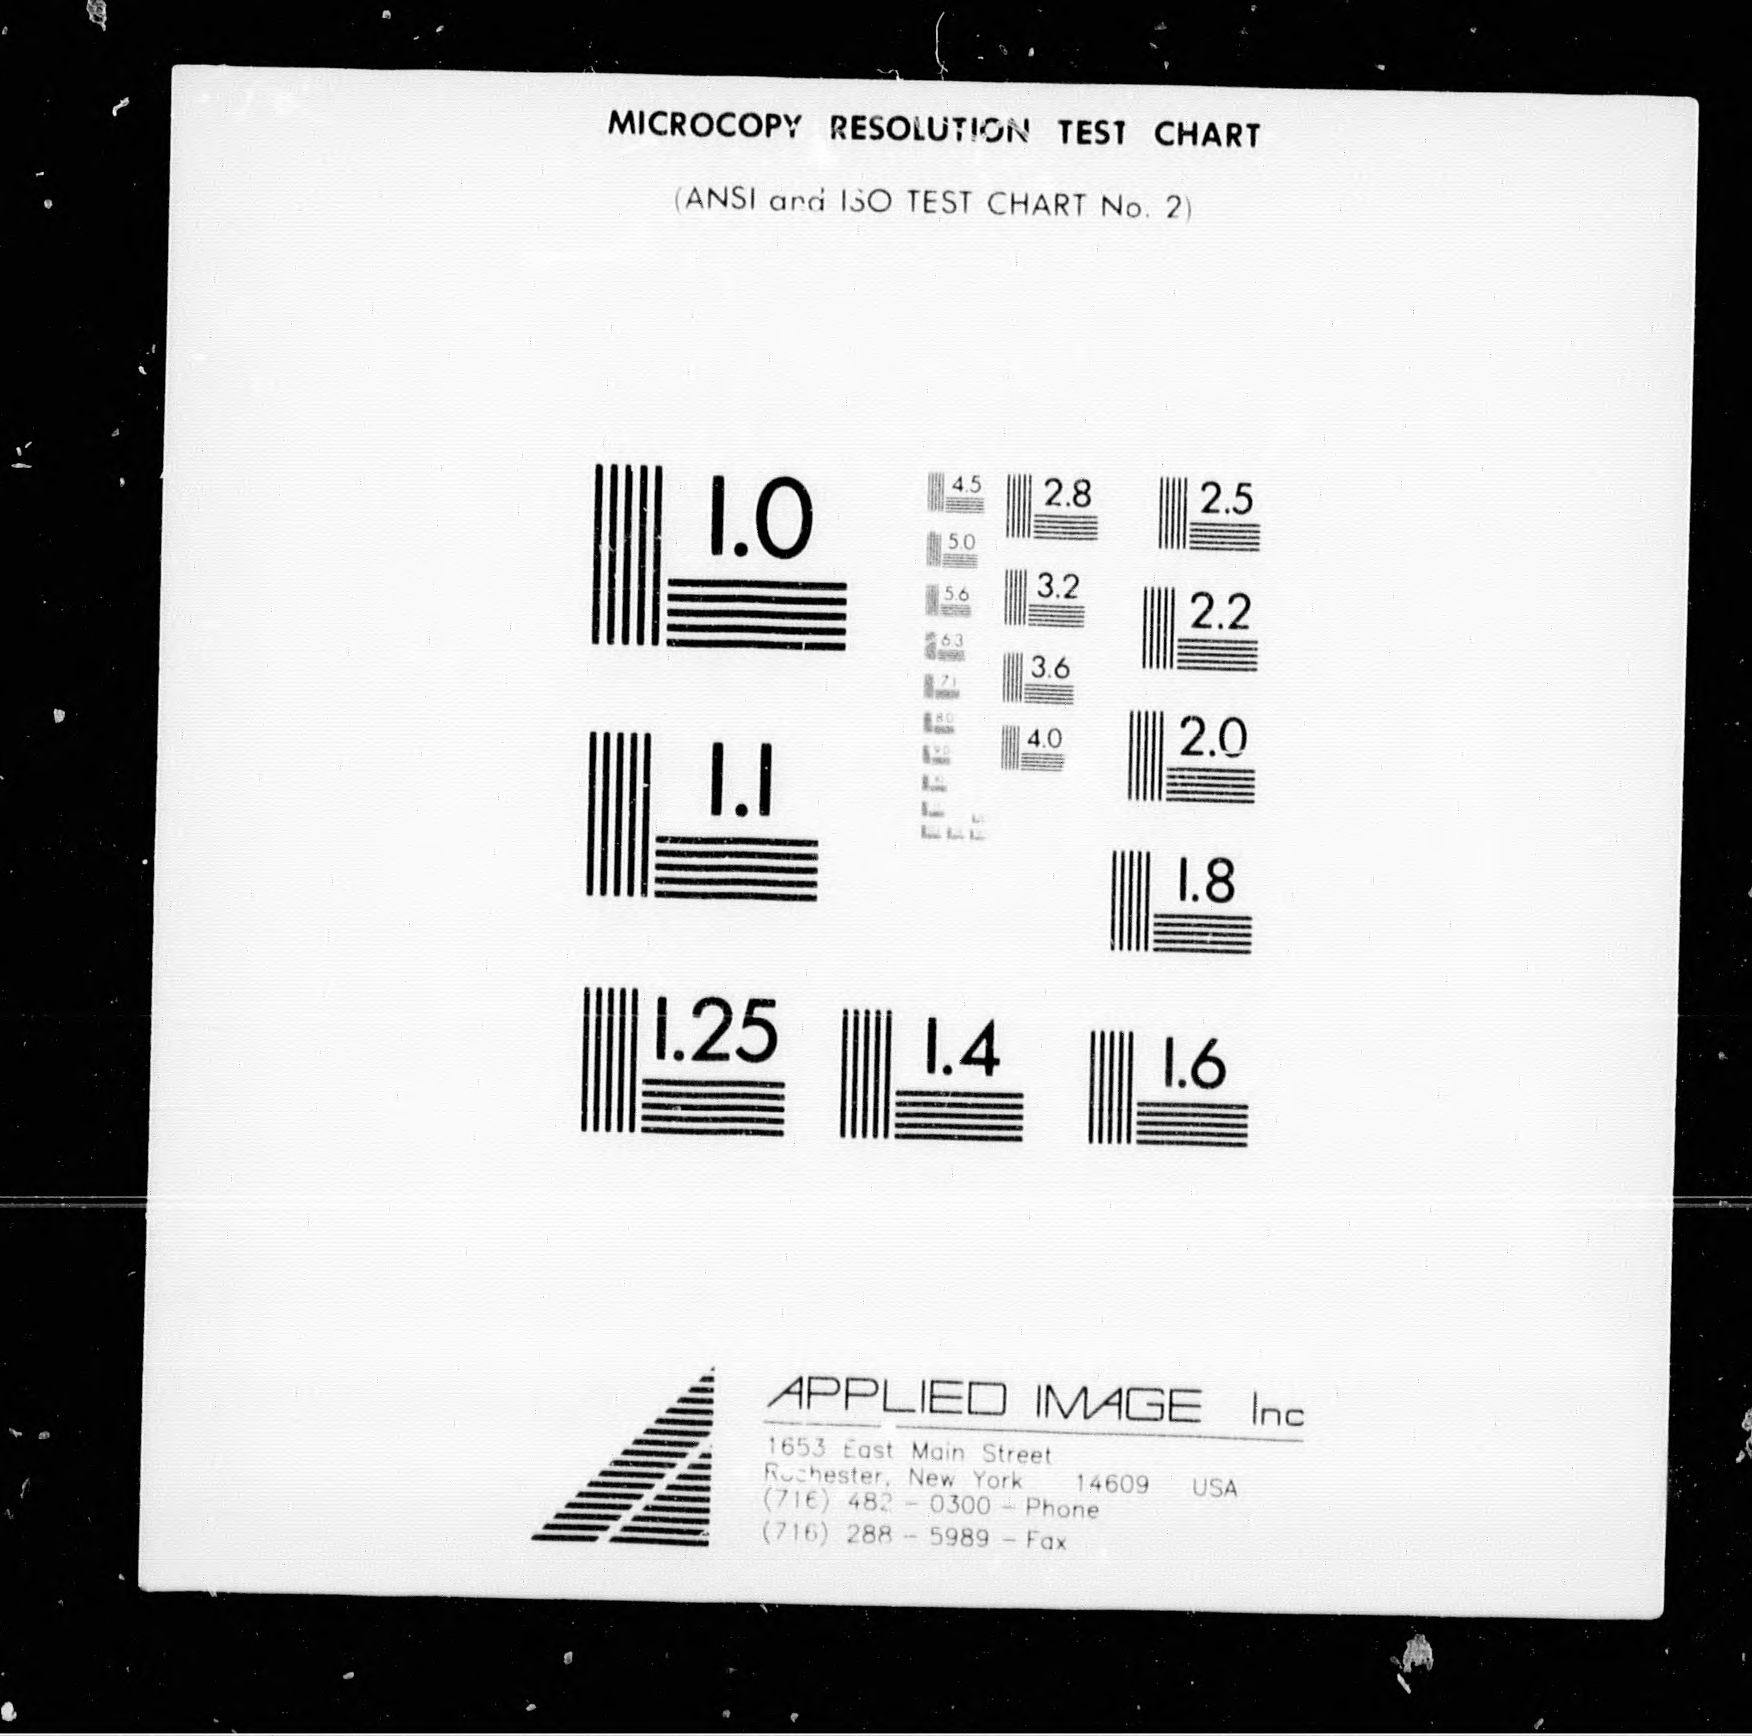 MICROCOPY RESOLUTION TEST CHART
(ANSI and ISO TEST CHART No. 2)
1.0
1.1
1.25
1.4
1.6
1.8
2.0
2.2
2.5
2.8
3.2
3.6
4.0
4.5
5.0
5.6
6.3
7.1
8.0
9.0
APPLIED IMAGE Inc
1653 East Main Street
Rochester, New York 14609 USA
(716) 482 - 0300 - Phone
(716) 288 - 5989 - Fax